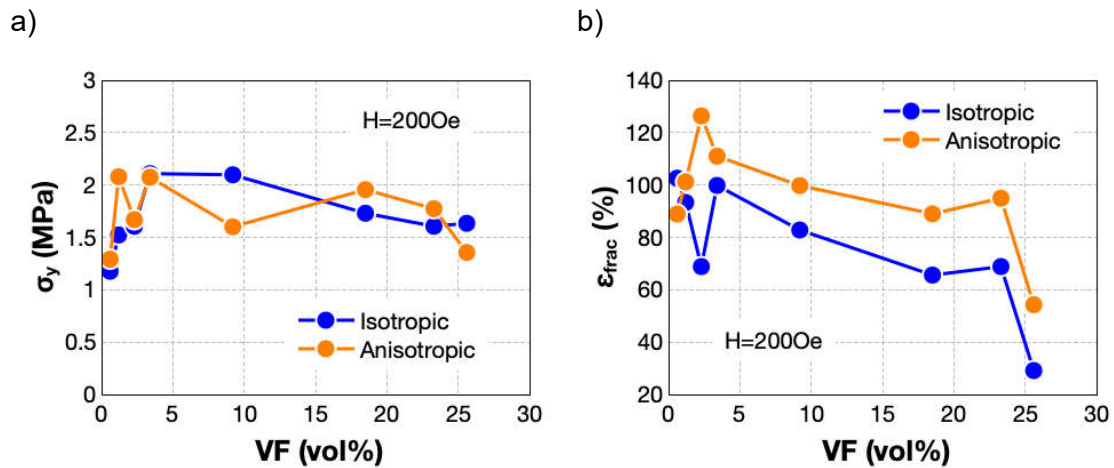 a)
3
2.5
2
1.5
1
0.5
0
σy (MPa)
H=200Oe
Isotropic
Anisotropic
0 5 10 15 20 25 30
VF (vol%)
b)
140
120
100
80
60
40
20
εfrac (%)
Isotropic
Anisotropic
H=200Oe
0 5 10 15 20 25 30
VF (vol%)